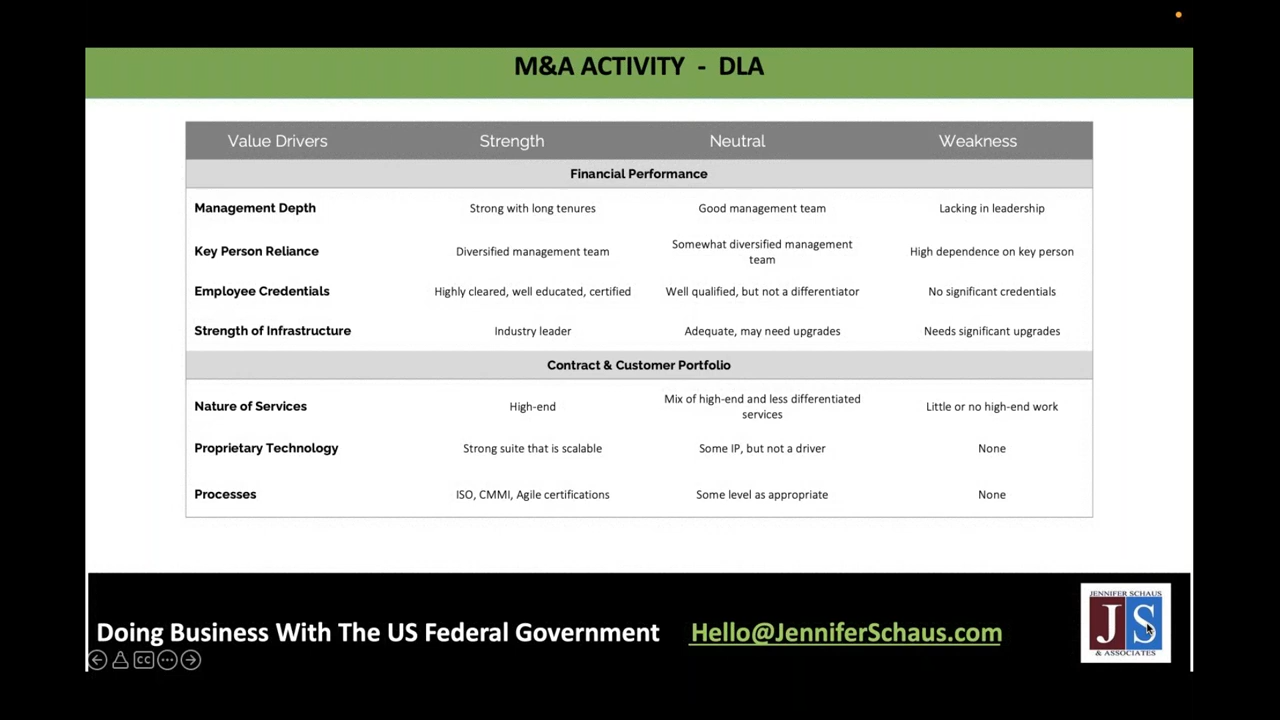 M&A ACTIVITY - DLA
Value Drivers Strength Neutral Weakness
Financial Performance
Management Depth Strong with long tenures Good management team Lacking in leadership
Key Person Reliance Diversified management team Somewhat diversified management team High dependence on key person
Employee Credentials Highly cleared, well educated, certified Well qualified, but not a differentiator No significant credentials
Strength of Infrastructure Industry leader Adequate, may need upgrades Needs significant upgrades
Contract & Customer Portfolio
Nature of Services High-end Mix of high-end and less differentiated services Little or no high-end work
Proprietary Technology Strong suite that is scalable Some IP, but not a driver None
Processes ISO, CMMI, Agile certifications Some level as appropriate None
Doing Business With The US Federal Government Hello@JenniferSchaus.com
JENNIFER SCHAUS
JS
& ASSOCIATES
CC